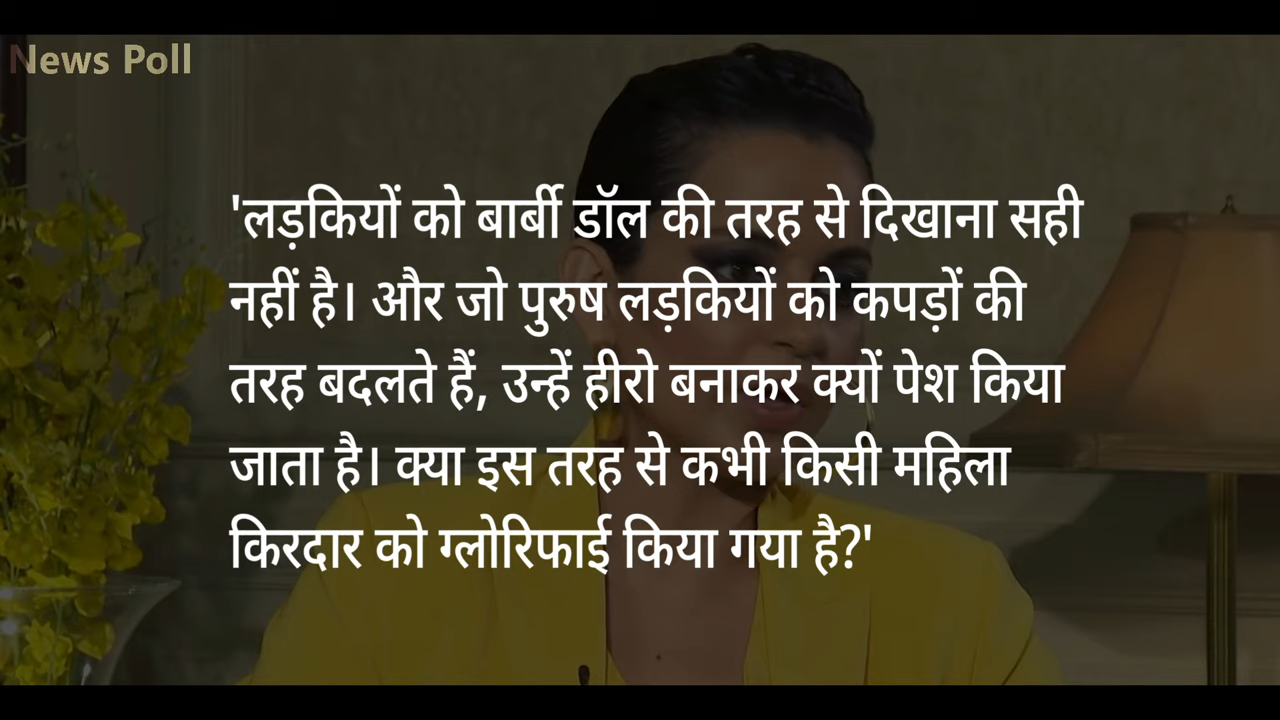 News Poll
'लड़कियों को बार्बी डॉल की तरह से दिखाना सही
नहीं है। और जो पुरुष लड़कियों को कपड़ों की
तरह बदलते हैं, उन्हें हीरो बनाकर क्यों पेश किया
जाता है। क्या इस तरह से कभी किसी महिला
किरदार को ग्लोरिफाई किया गया है?'